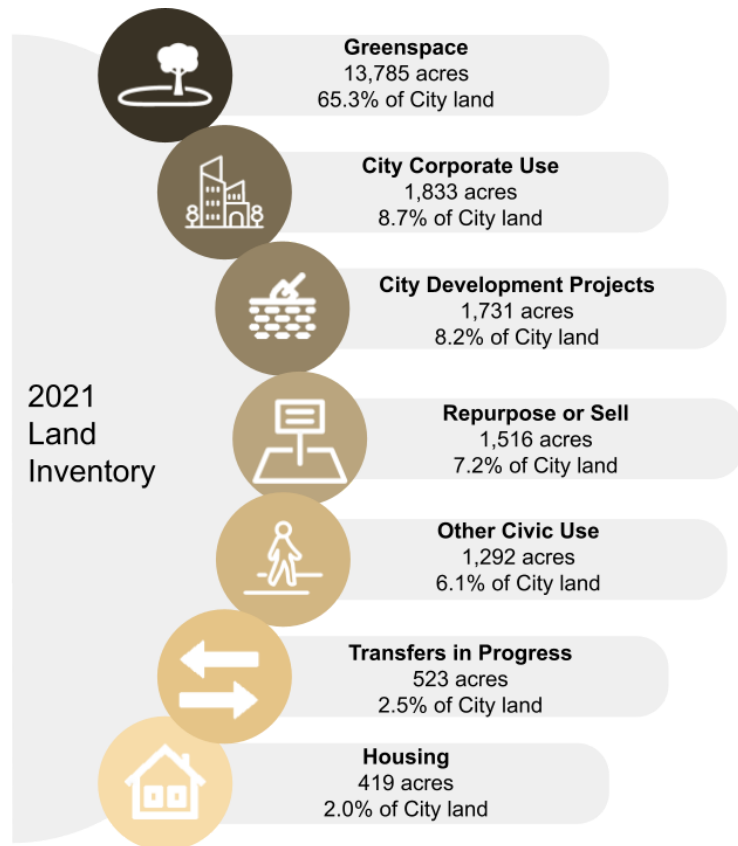 2021
Land
Inventory
Greenspace
13,785 acres
65.3% of City land
City Corporate Use
1,833 acres
8.7% of City land
City Development Projects
1,731 acres
8.2% of City land
Repurpose or Sell
1,516 acres
7.2% of City land
Other Civic Use
1,292 acres
6.1% of City land
Transfers in Progress
523 acres
2.5% of City land
Housing
419 acres
2.0% of City land